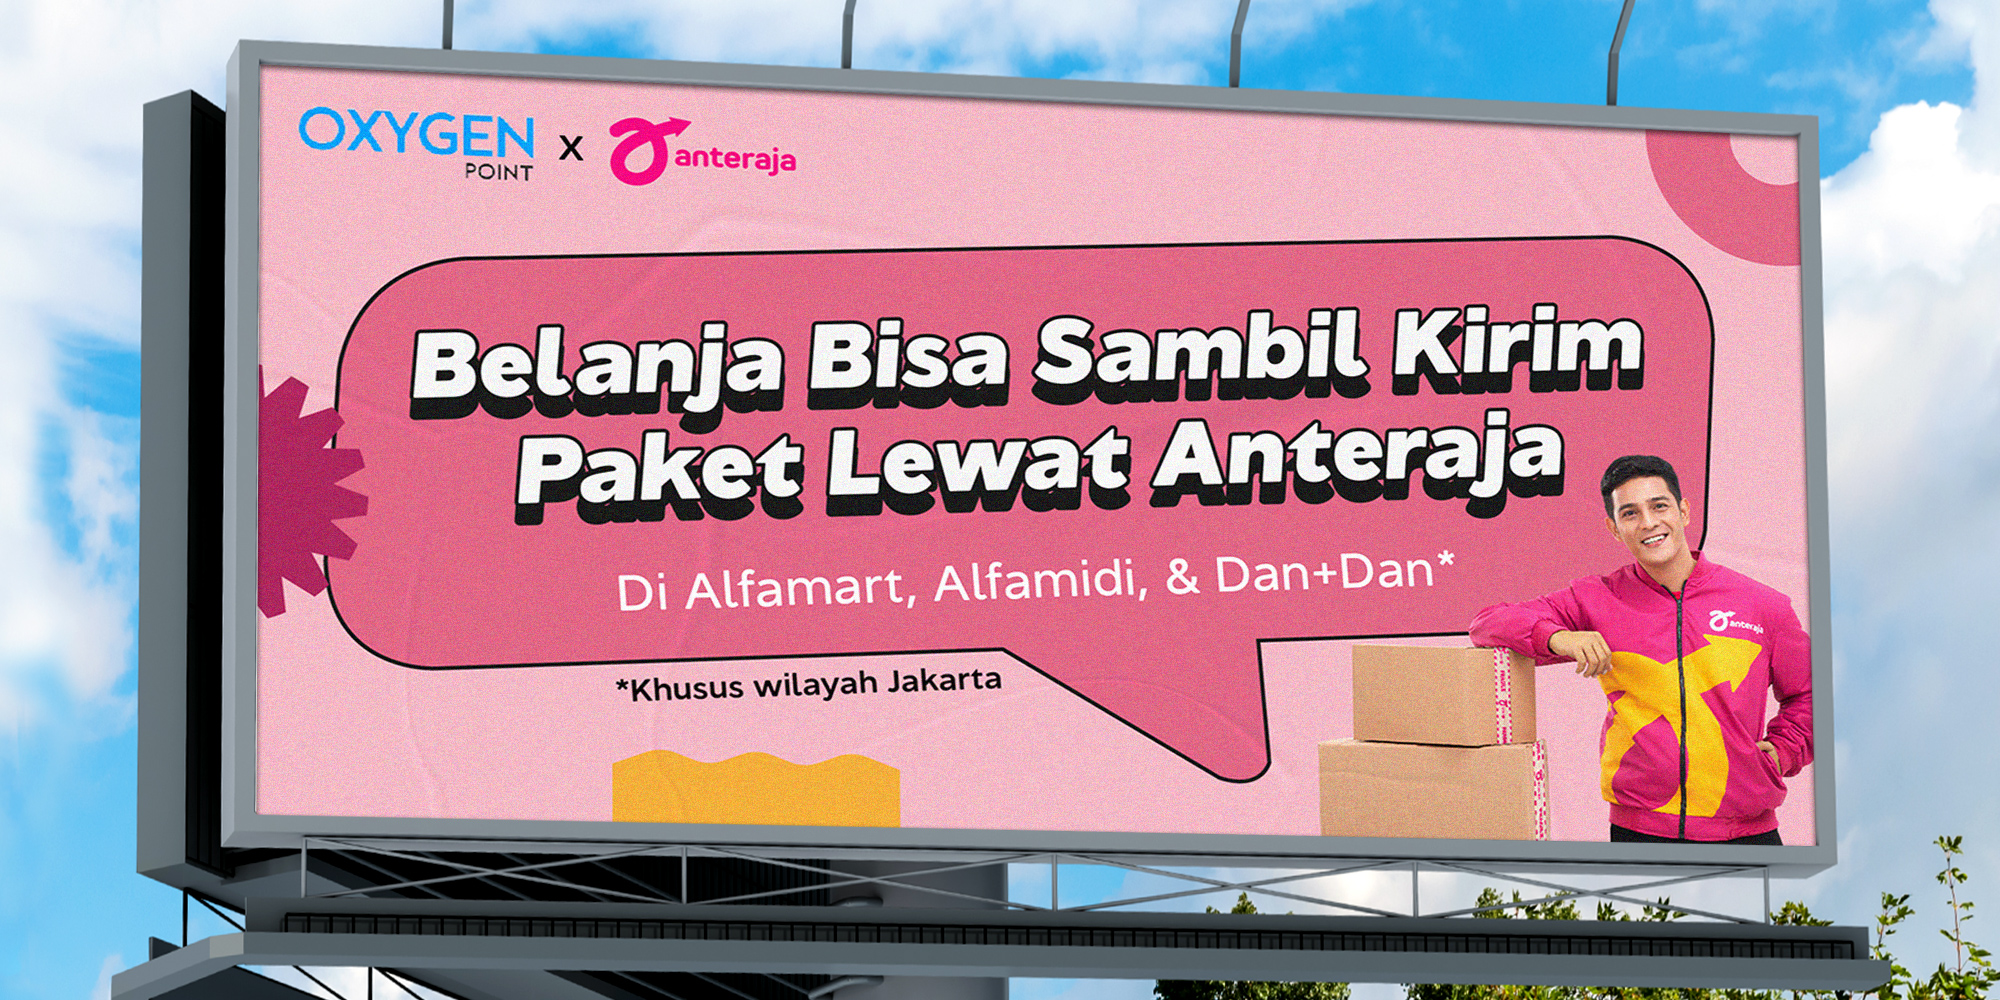 OXYGEN
POINT
x
anteraja
Belanja Bisa Sambil Kirim
Paket Lewat Anteraja
Di Alfamart, Alfamidi, & Dan+Dan*
*Khusus wilayah Jakarta
anteraja